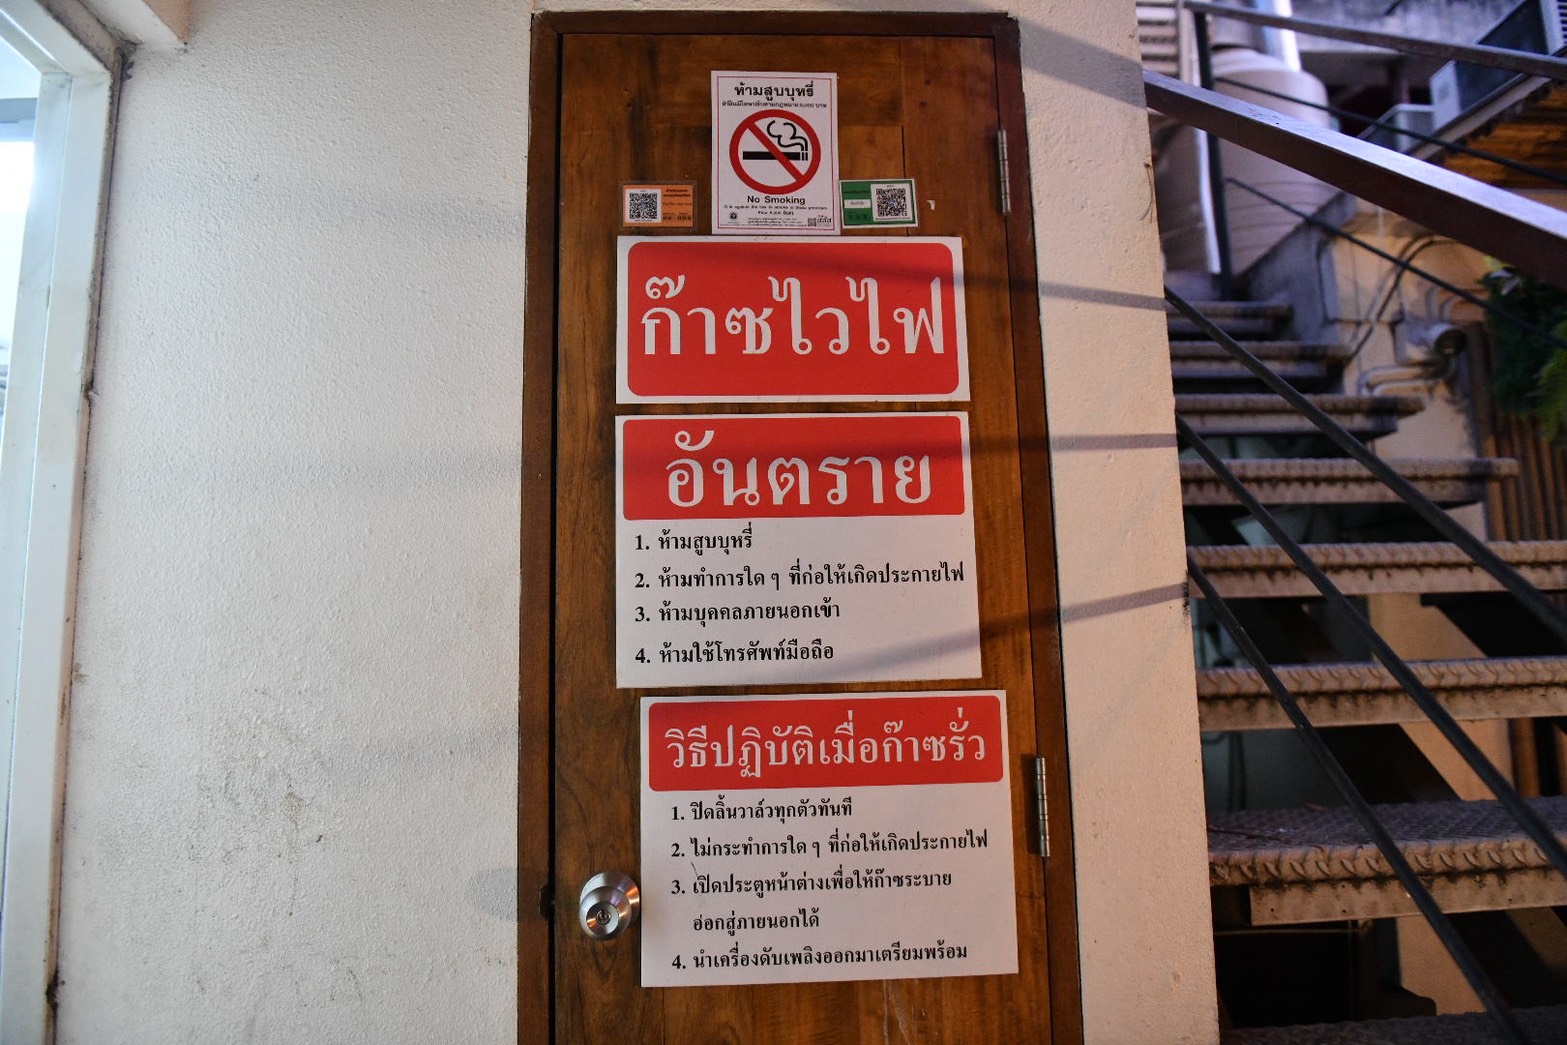 ห้ามสูบบุหรี่
No Smoking
ก๊าซไวไฟ
อันตราย
1. ห้ามสูบบุหรี่
2. ห้ามทำการใด ๆ ที่ก่อให้เกิดประกายไฟ
3. ห้ามบุคคลภายนอกเข้า
4. ห้ามใช้โทรศัพท์มือถือ
วิธีปฏิบัติเมื่อก๊าซรั่ว
1. ปิดลิ้นวาล์วทุกตัวทันที
2. ไม่กระทำการใด ๆ ที่ก่อให้เกิดประกายไฟ
3. เปิดประตูหน้าต่างเพื่อให้ก๊าซระบาย
อ่อกสู่ภายนอกได้
4. นำเครื่องดับเพลิงออกมาเตรียมพร้อม